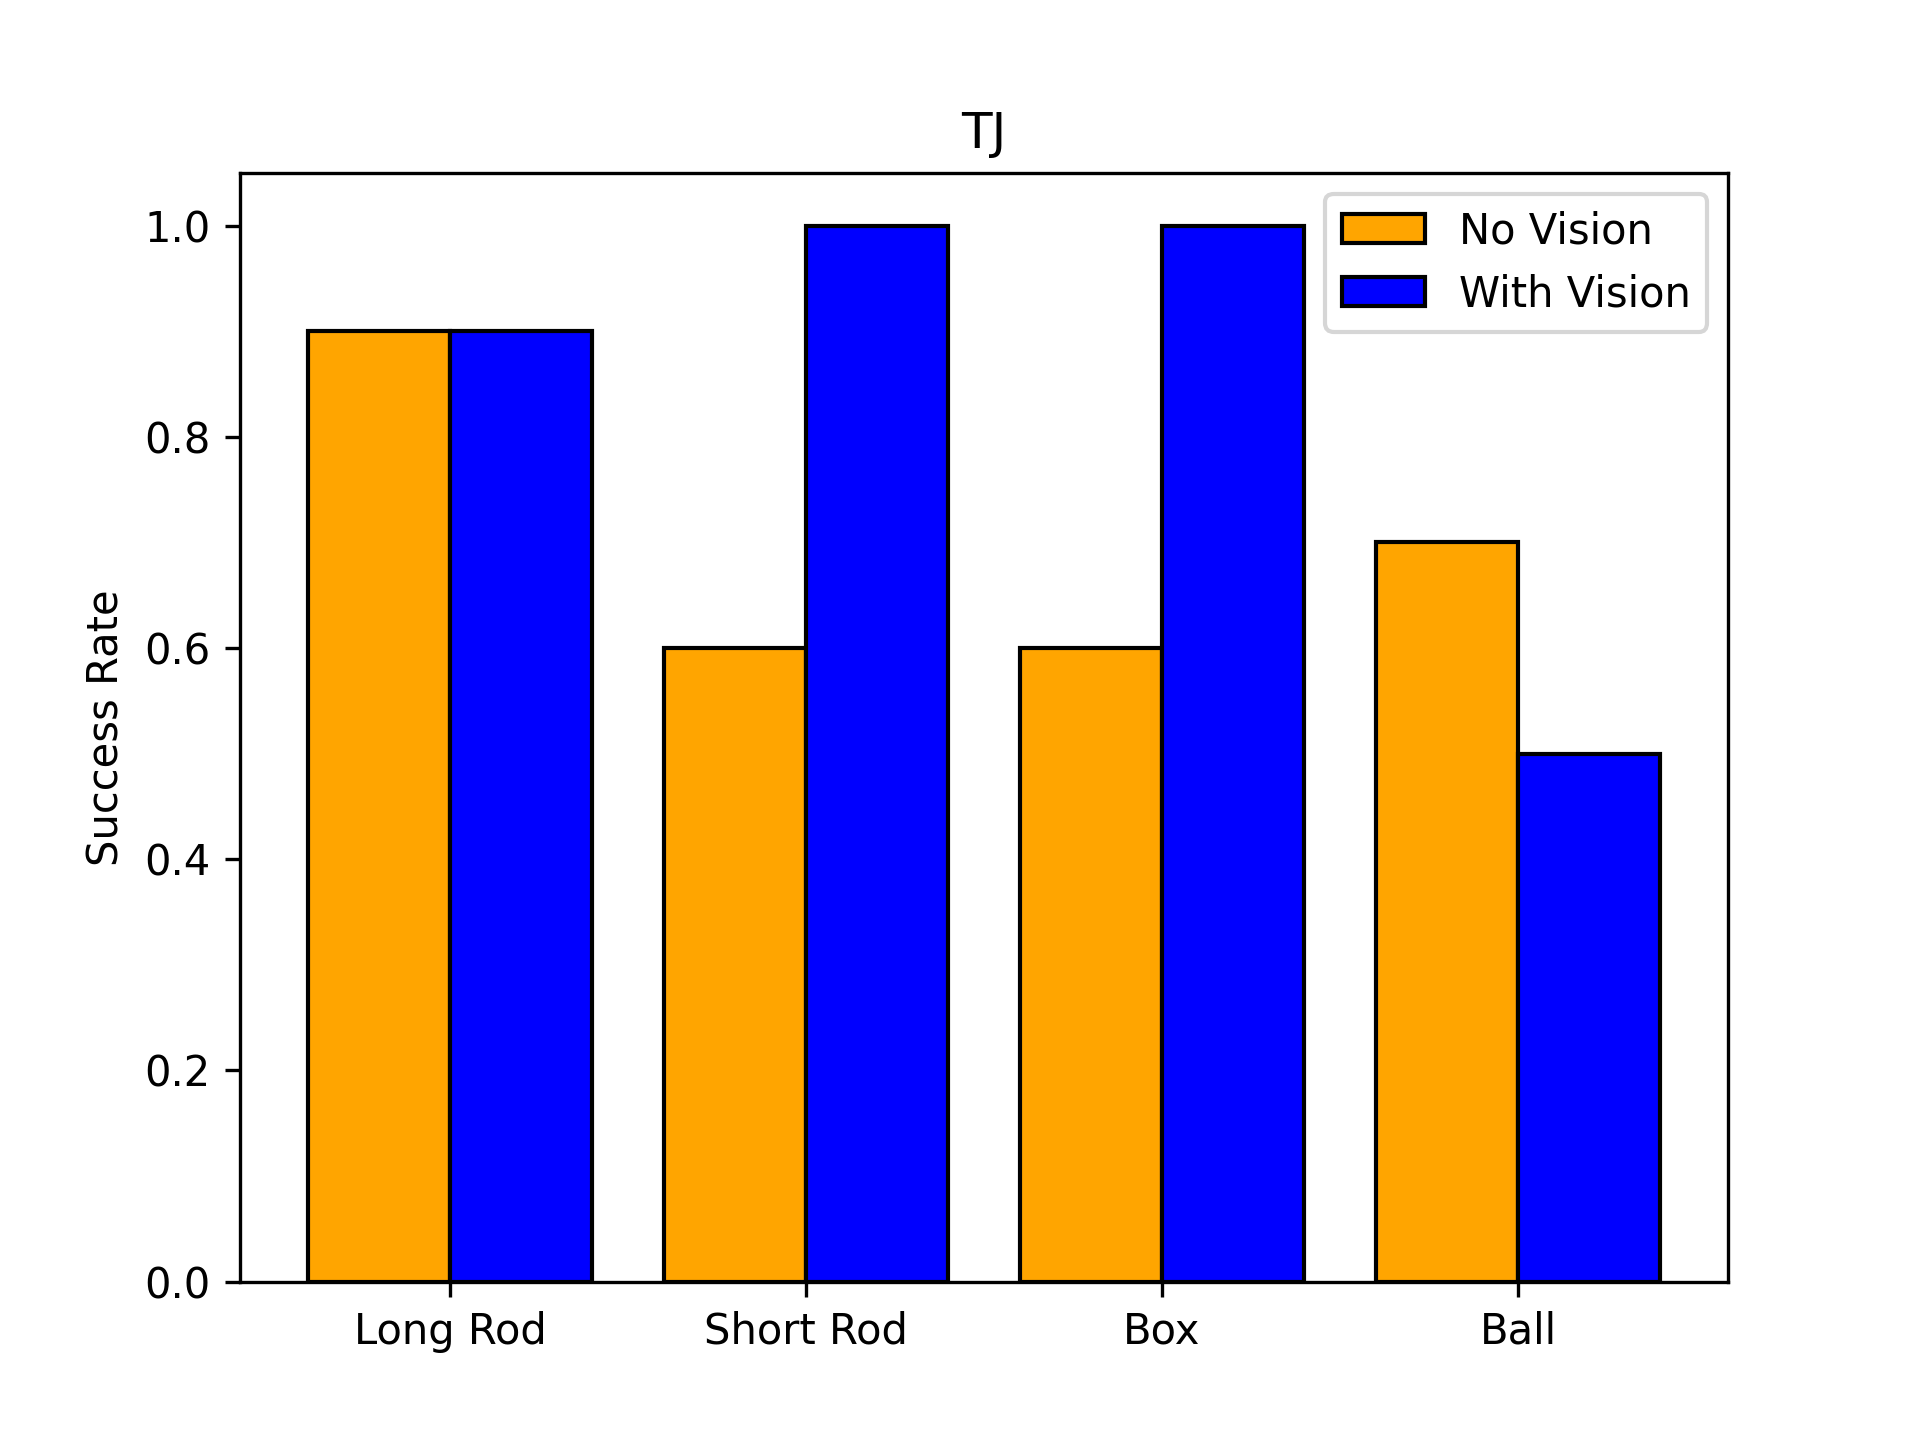 TJ
No Vision
With Vision
1.0
0.8
0.6
0.4
0.2
0.0
Success Rate
Long Rod
Short Rod
Box
Ball